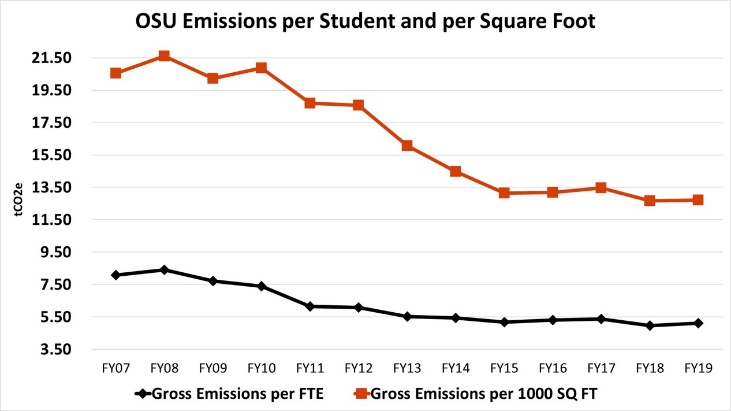 OSU Emissions per Student and per Square Foot
tCO2e
21.50
19.50
17.50
15.50
13.50
11.50
9.50
7.50
5.50
3.50
FY07 FY08 FY09 FY10 FY11 FY12 FY13 FY14 FY15 FY16 FY17 FY18 FY19
Gross Emissions per FTE Gross Emissions per 1000 SQ FT